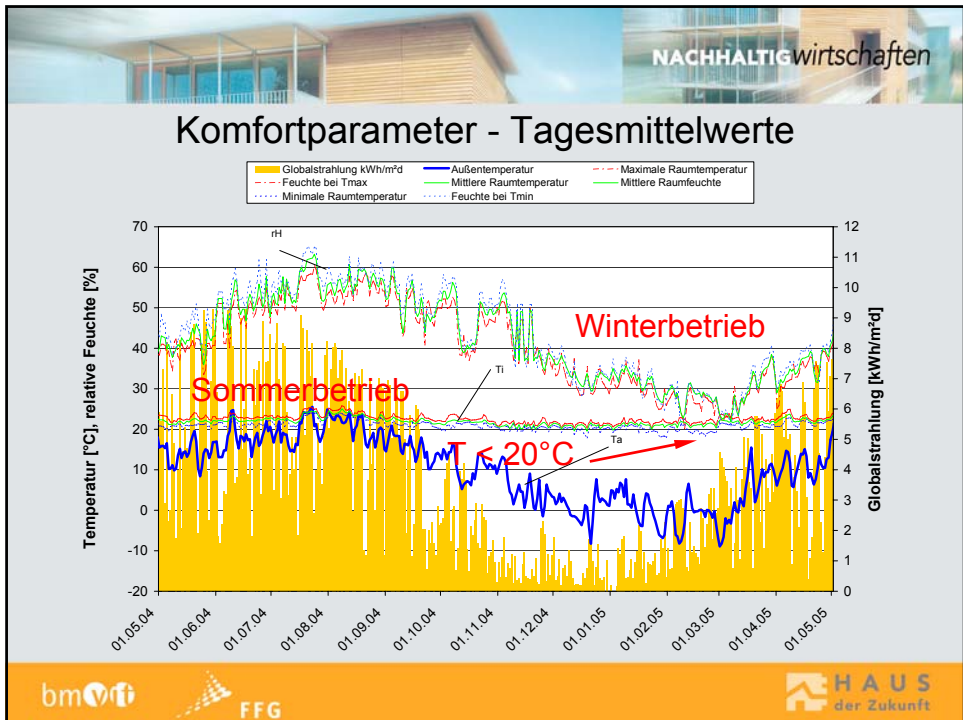 NACHHALTIGwirtschaften
Komfortparameter - Tagesmittelwerte
Globalstrahlung kWh/m²d
Außentemperatur
Maximale Raumtemperatur
Feuchte bei Tmax
Mittlere Raumtemperatur
Mittlere Raumfeuchte
Minimale Raumtemperatur
Feuchte bei Tmin
Temperatur [°C], relative Feuchte [%]
70
60
50
40
30
20
10
0
-10
-20
rH
Winterbetrieb
Sommerbetrieb
Ti
T < 20°C
Ta
12
11
10
9
8
7
6
5
4
3
2
1
0
Globalstrahlung [kWh/m²d]
01.05.04
01.06.04
01.07.04
01.08.04
01.09.04
01.10.04
01.11.04
01.12.04
01.01.05
01.02.05
01.03.05
01.04.05
01.05.05
bmvit
FFG
HAUS
der Zukunft